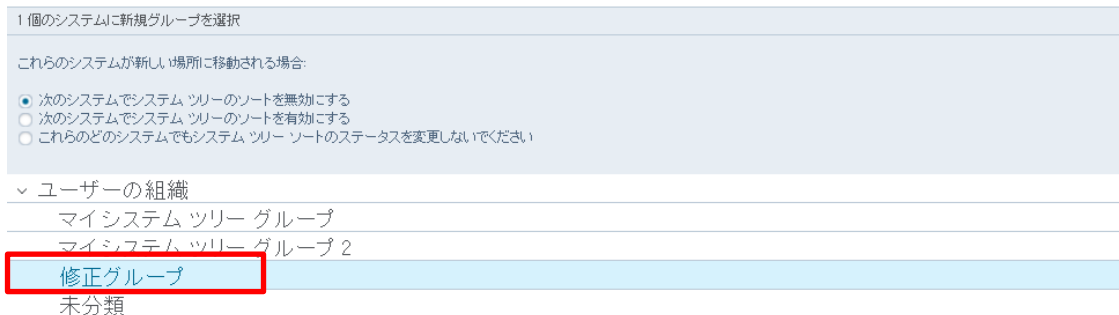 1 個のシステムに新規グループを選択
これらのシステムが新しい場所に移動される場合:
次のシステムでシステム ツリーのソートを無効にする
次のシステムでシステム ツリーのソートを有効にする
これらのどのシステムでもシステム ツリー ソートのステータスを変更しないでください
ユーザーの組織
マイシステム ツリー グループ
マイシステム ツリー グループ 2
修正グループ
未分類